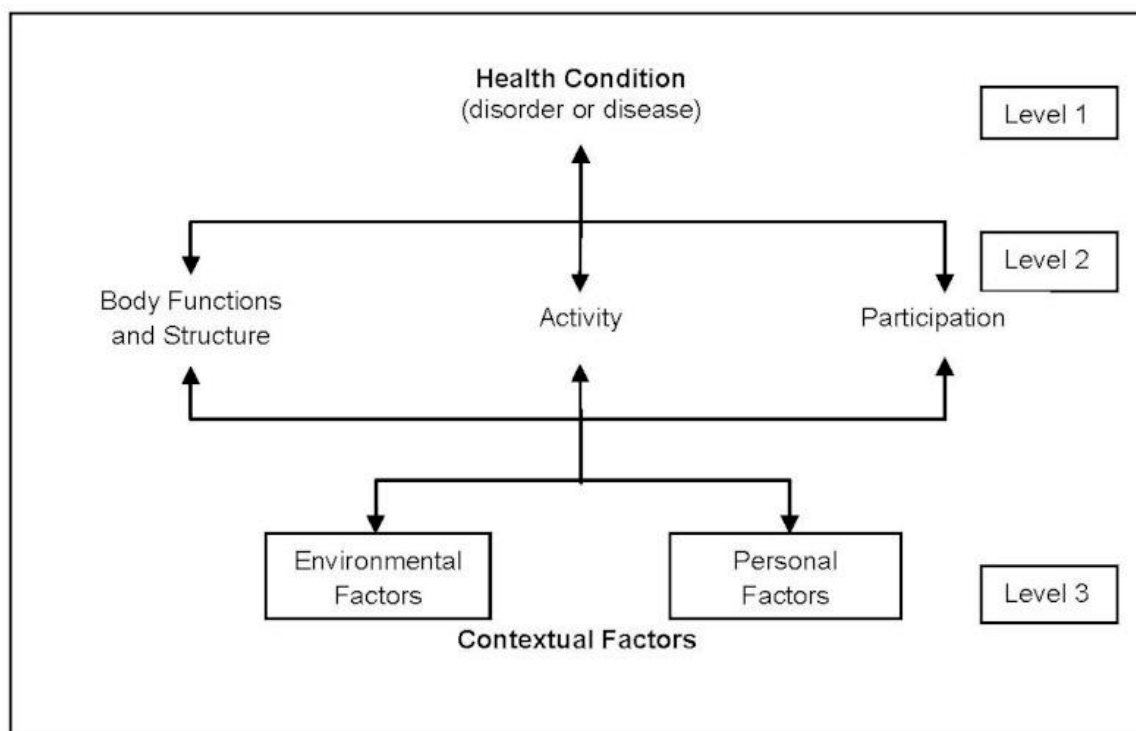 Health Condition
(disorder or disease)
Level 1
Level 2
Body Functions
and Structure
Activity
Participation
Environmental
Factors
Personal
Factors
Level 3
Contextual Factors